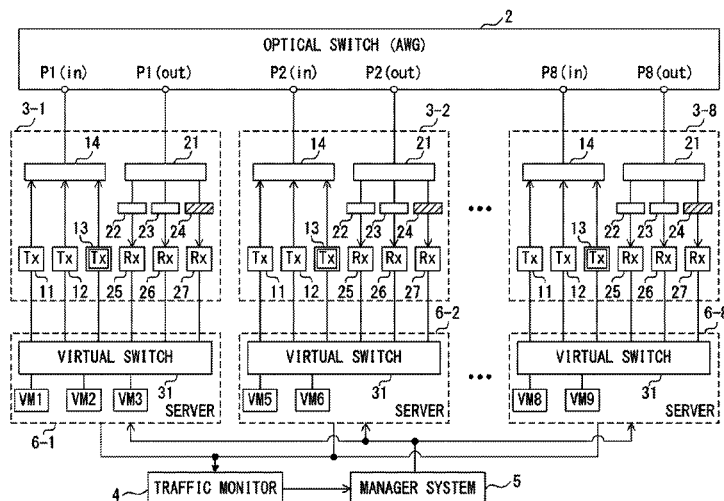 2
OPTICAL SWITCH (AWG)
P1(in) P1(out) P2(in) P2(out) P8(in) P8(out)
3-1 3-2 3-8
14 21 14 21 14 21
22 23 24 22 23 24 22 23 24
13 13 13
Tx Tx Tx Rx Rx Rx Tx Tx Tx Rx Rx Rx Tx Tx Tx Rx Rx Rx
11 12 25 26 27 11 12 25 26 27 11 12 25 26 27
6-2 6-8
VIRTUAL SWITCH VIRTUAL SWITCH VIRTUAL SWITCH
31 31 31
VM1 VM2 VM3 SERVER VM5 VM6 SERVER VM8 VM9 SERVER
6-1
4 TRAFFIC MONITOR MANAGER SYSTEM 5